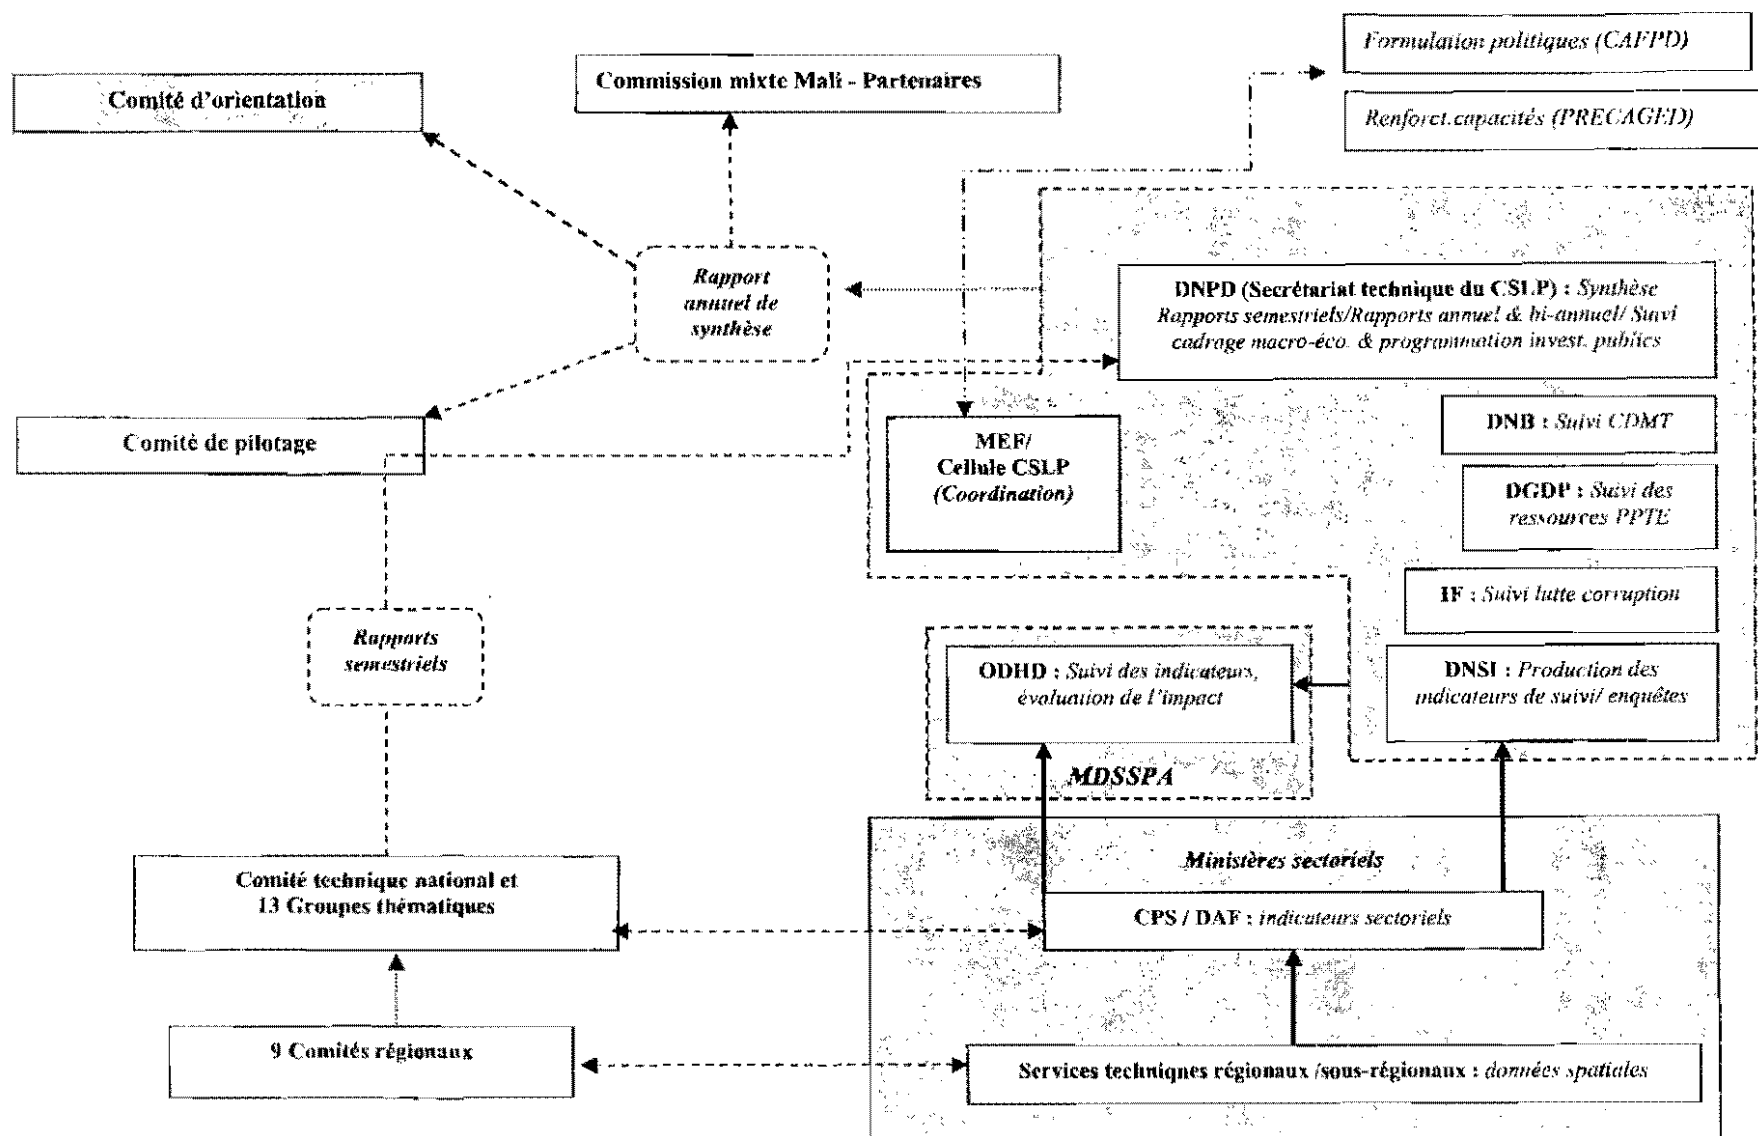 Formulation politiques (CAFPD)
Commission mixte Mali - Partenaires
Comité d'orientation
Renforct.capacités (PRECAGED)
Rapport
annuel de
synthèse
DNPD (Secrétariat technique du CSLP) : Synthèse
Rapports semestriels/Rapports annuel & bi-annuel/ Suivi
cadrage macro-éco. & programmation invest. publics
Comité de pilotage
MEF/
Cellule CSLP
(Coordination)
DNB : Suivi CDMT
DGDP : Suivi des
ressources PPTE
IF : Suivi lutte corruption
Rapports
semestriels
ODHD : Suivi des indicateurs,
évaluation de l'impact
DNSI : Production des
indicateurs de suivi/ enquêtes
MDSSPA
Ministères sectoriels
Comité technique national et
13 Groupes thématiques
CPS / DAF : indicateurs sectoriels
9 Comités régionaux
Services techniques régionaux /sous-régionaux : données spatiales